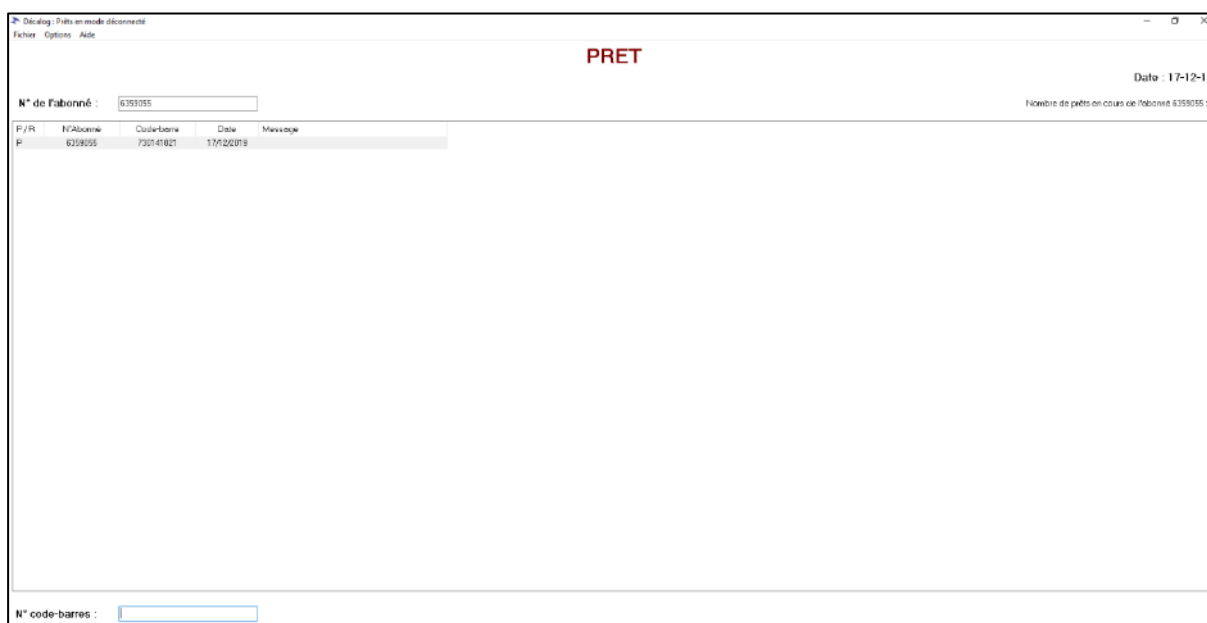 Décalog : Prêts en mode déconnecté
Fichier Options Aide
PRET
Date : 17-12-1
N° de l'abonné : 6359055
Nombre de prêts en cours de l'abonné 6359055 :
P/R N°Abonné Code-barre Date Message
P 6359055 730141821 17/12/2019
N° code-barres :